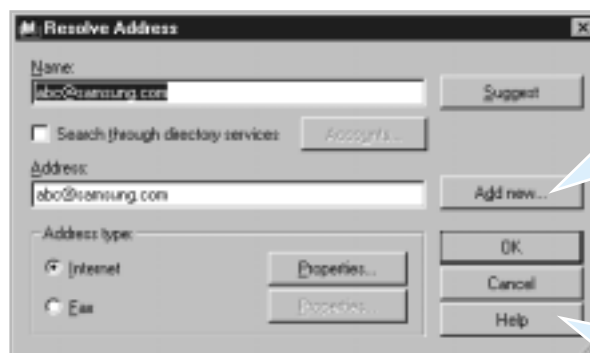 Resolve Address
Name:
abc@samsung.com
Suggest
Search through directory services
Accounts...
Address:
abc@samsung.com
Add new...
Address type:
OK
Internet
Properties...
Cancel
Fax
Properties...
Help